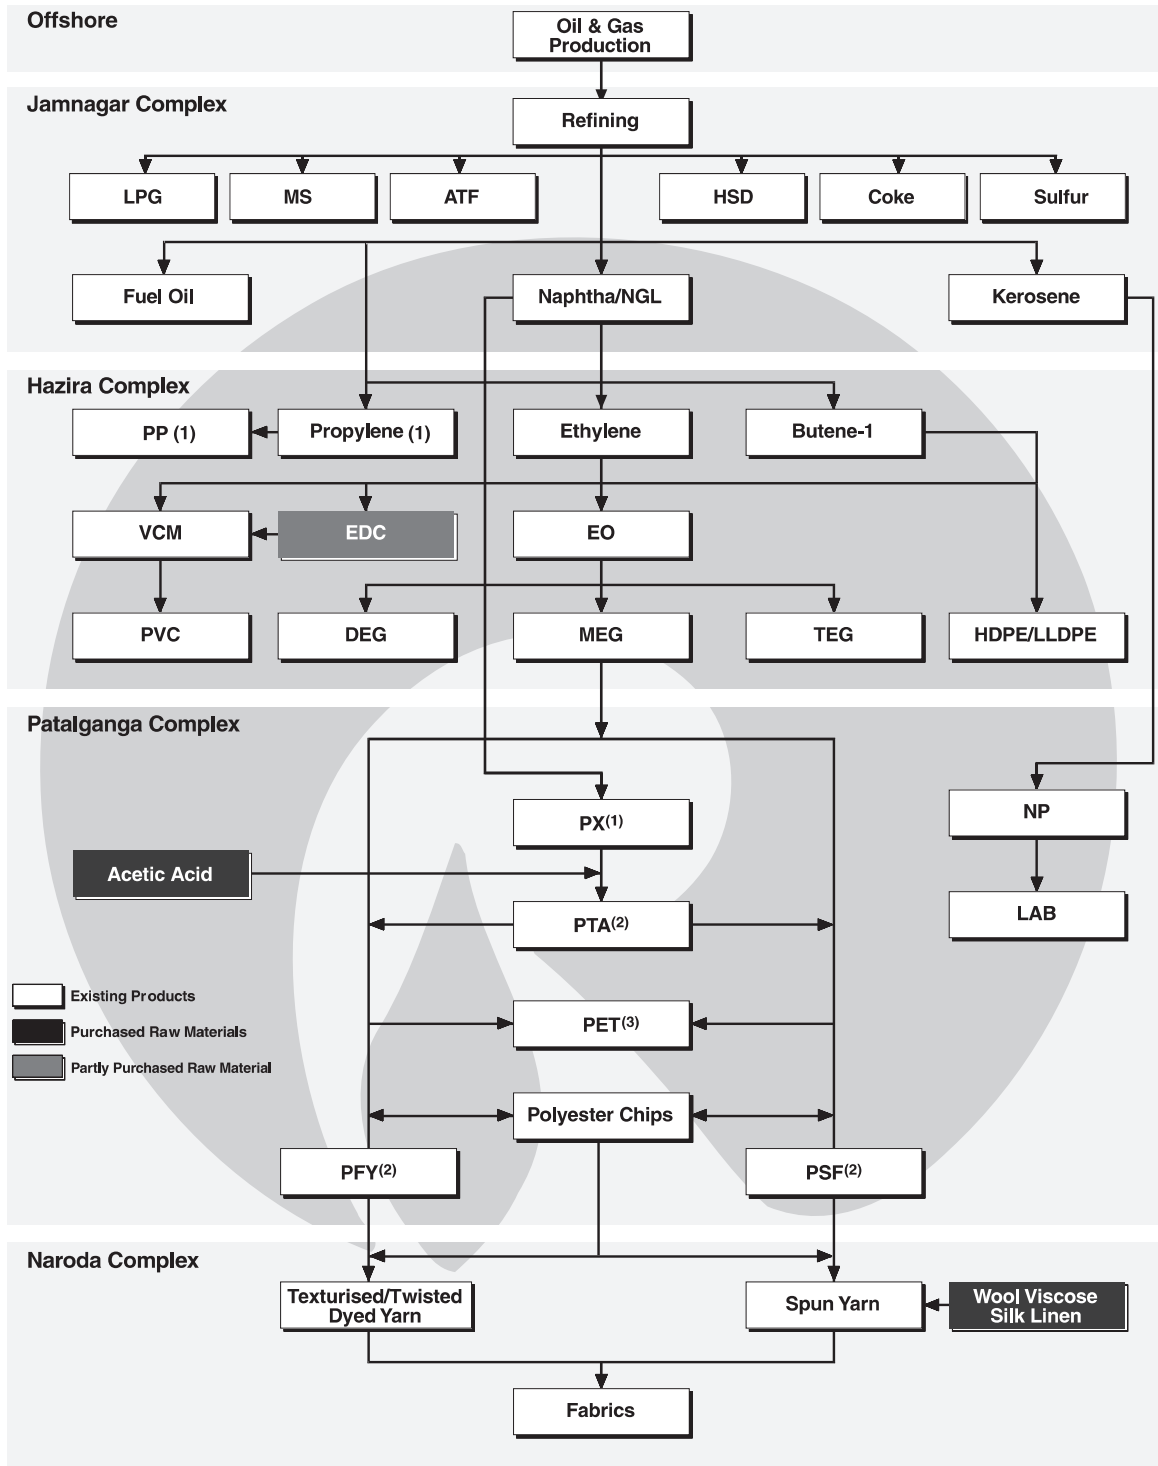 Offshore
Oil & Gas
Production
Jamnagar Complex
Refining
LPG
MS
ATF
HSD
Coke
Sulfur
Fuel Oil
Naphtha/NGL
Kerosene
Hazira Complex
PP (1)
Propylene (1)
Ethylene
Butene-1
VCM
EDC
EO
PVC
DEG
MEG
TEG
HDPE/LLDPE
Patalganga Complex
PX(1)
NP
Acetic Acid
PTA(2)
LAB
Existing Products
Purchased Raw Materials
Partly Purchased Raw Material
PET(3)
Polyester Chips
PFY(2)
PSF(2)
Naroda Complex
Texturised/Twisted
Dyed Yarn
Spun Yarn
Wool Viscose
Silk Linen
Fabrics